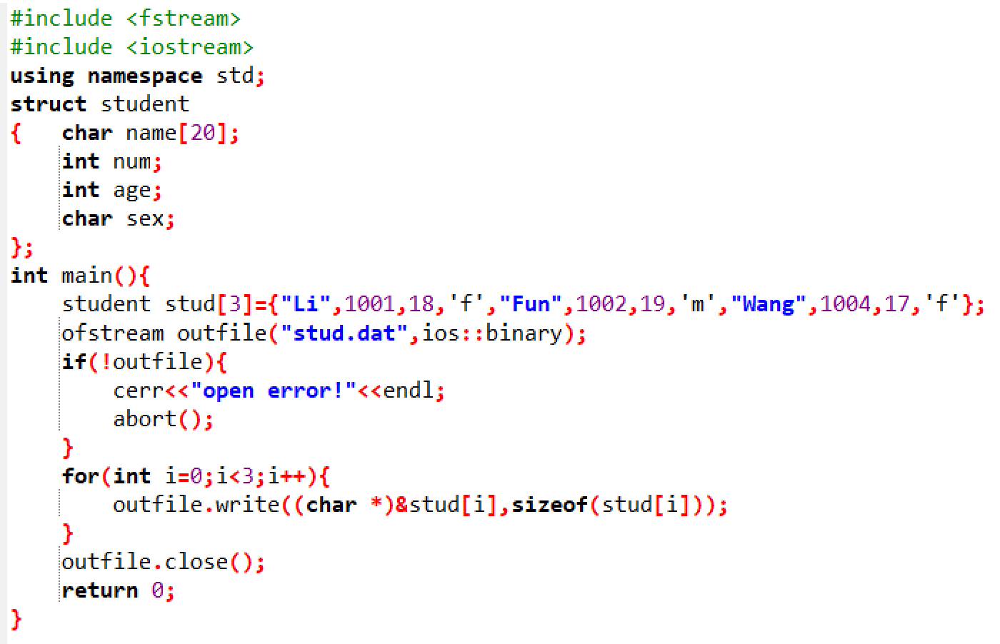 #include <fstream>
#include <iostream>
using namespace std;
struct student
{   char name[20];
    int num;
    int age;
    char sex;
};
int main(){
    student stud[3]={"Li",1001,18,'f',"Fun",1002,19,'m',"Wang",1004,17,'f'};
    ofstream outfile("stud.dat",ios::binary);
    if(!outfile){
        cerr<<"open error!"<<endl;
        abort();
    }
    for(int i=0;i<3;i++){
        outfile.write((char *)&stud[i],sizeof(stud[i]));
    }
    outfile.close();
    return 0;
}